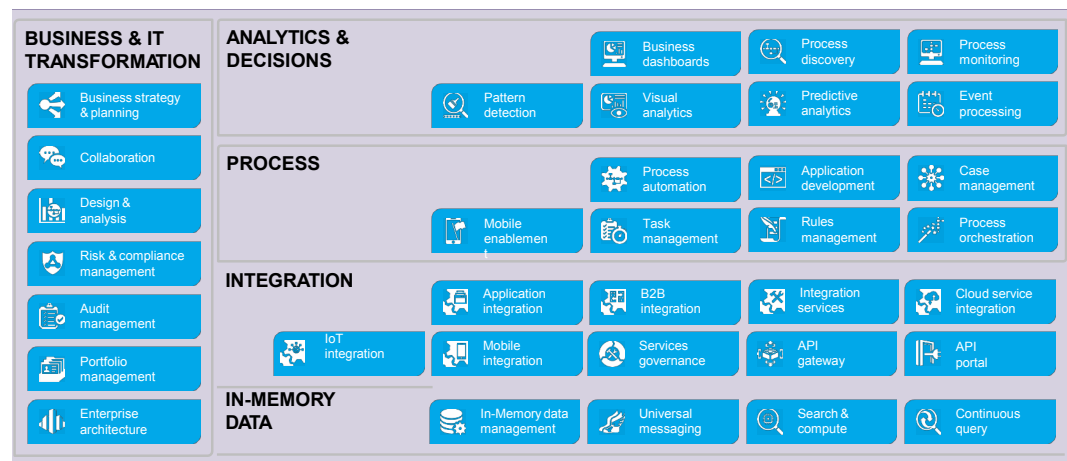 BUSINESS & IT
TRANSFORMATION
Business strategy
& planning
Collaboration
Design &
analysis
Risk & compliance
management
Audit
management
Portfolio
management
Enterprise
architecture
ANALYTICS &
DECISIONS
Business
dashboards
Process
discovery
Process
monitoring
Pattern
detection
Visual
analytics
Predictive
analytics
Event
processing
PROCESS
Process
automation
Application
development
Case
management
Mobile
enablemen
t
Task
management
Rules
management
Process
orchestration
INTEGRATION
Application
integration
B2B
integration
Integration
services
Cloud service
integration
IoT
integration
Mobile
integration
Services
governance
API
gateway
API
portal
IN-MEMORY
DATA
In-Memory data
management
Universal
messaging
Search &
compute
Continuous
query